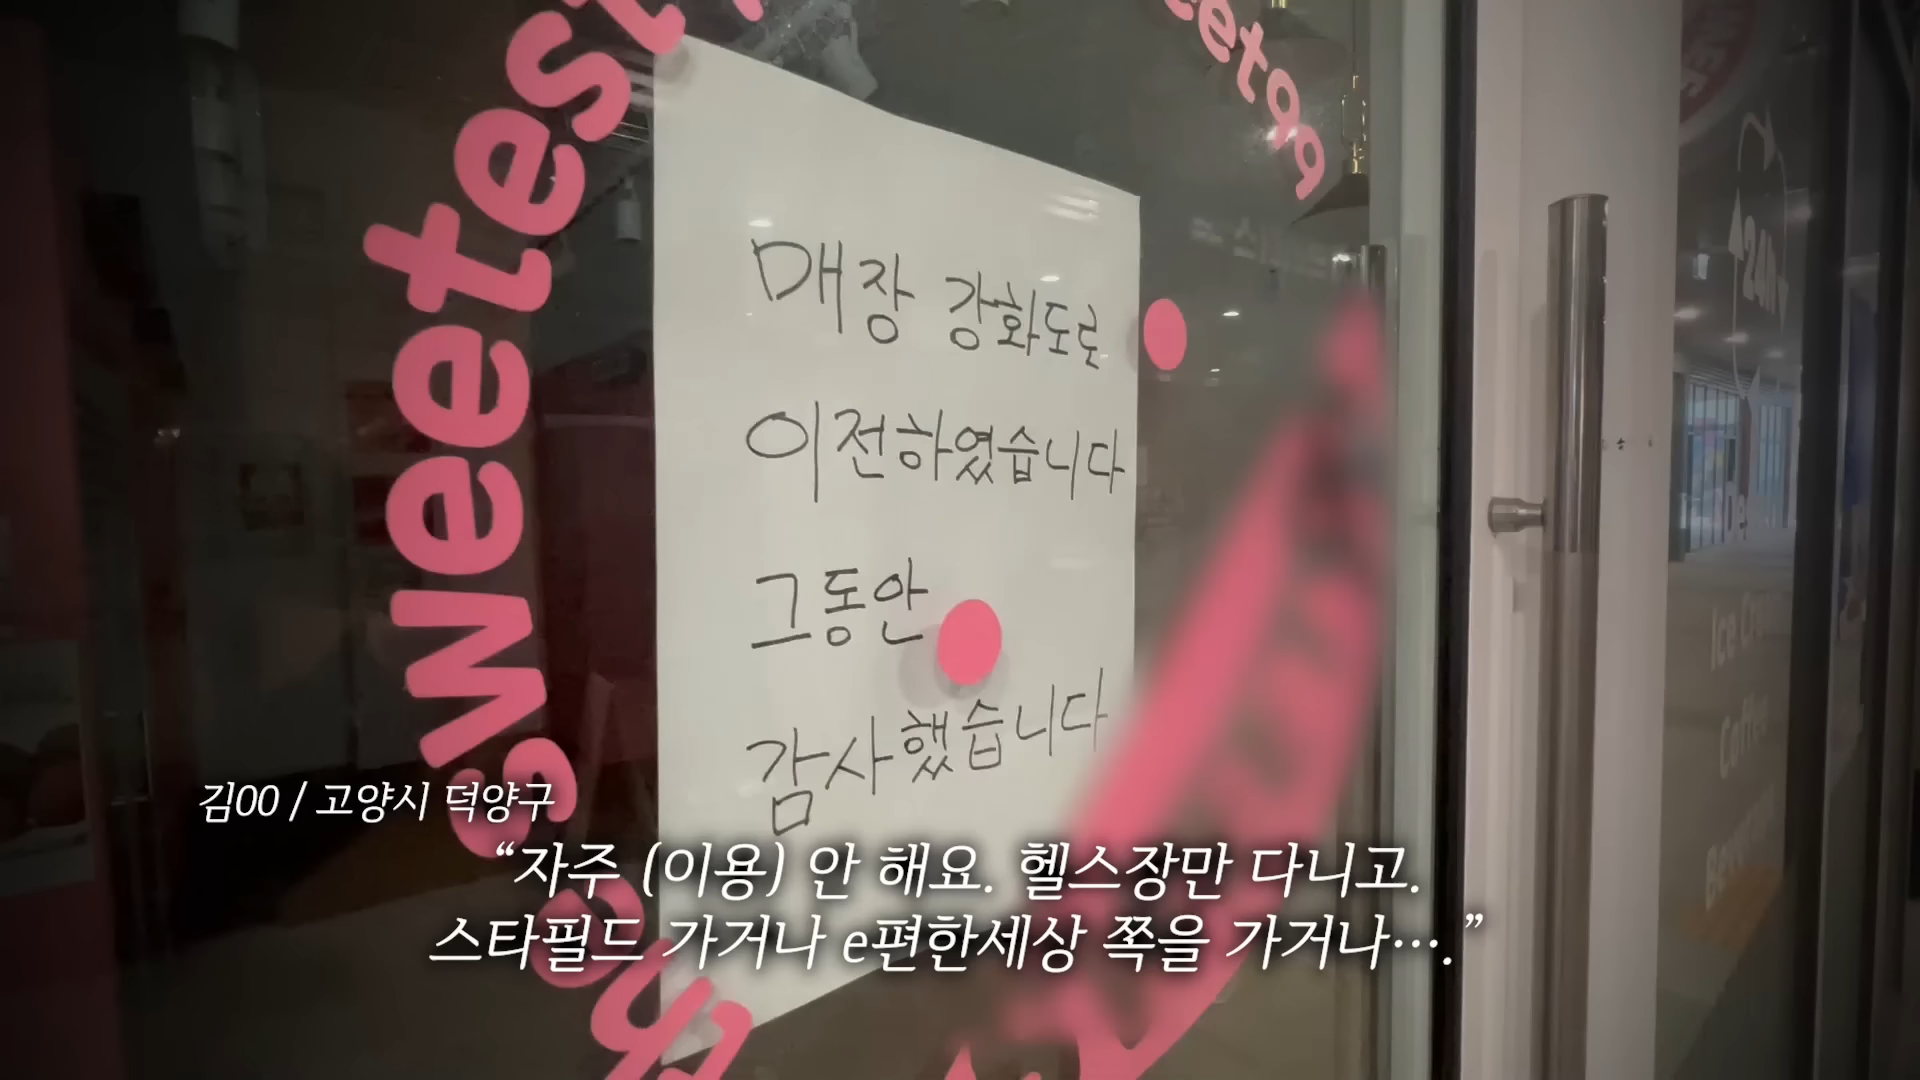 sweetest
매장 강화도로
이전하였습니다
그동안
감사했습니다
24h
Coffee
김00 / 고양시 덕양구
“자주 (이용) 안 해요. 헬스장만 다니고.
스타필드 가거나 e편한세상 쪽을 가거나….”